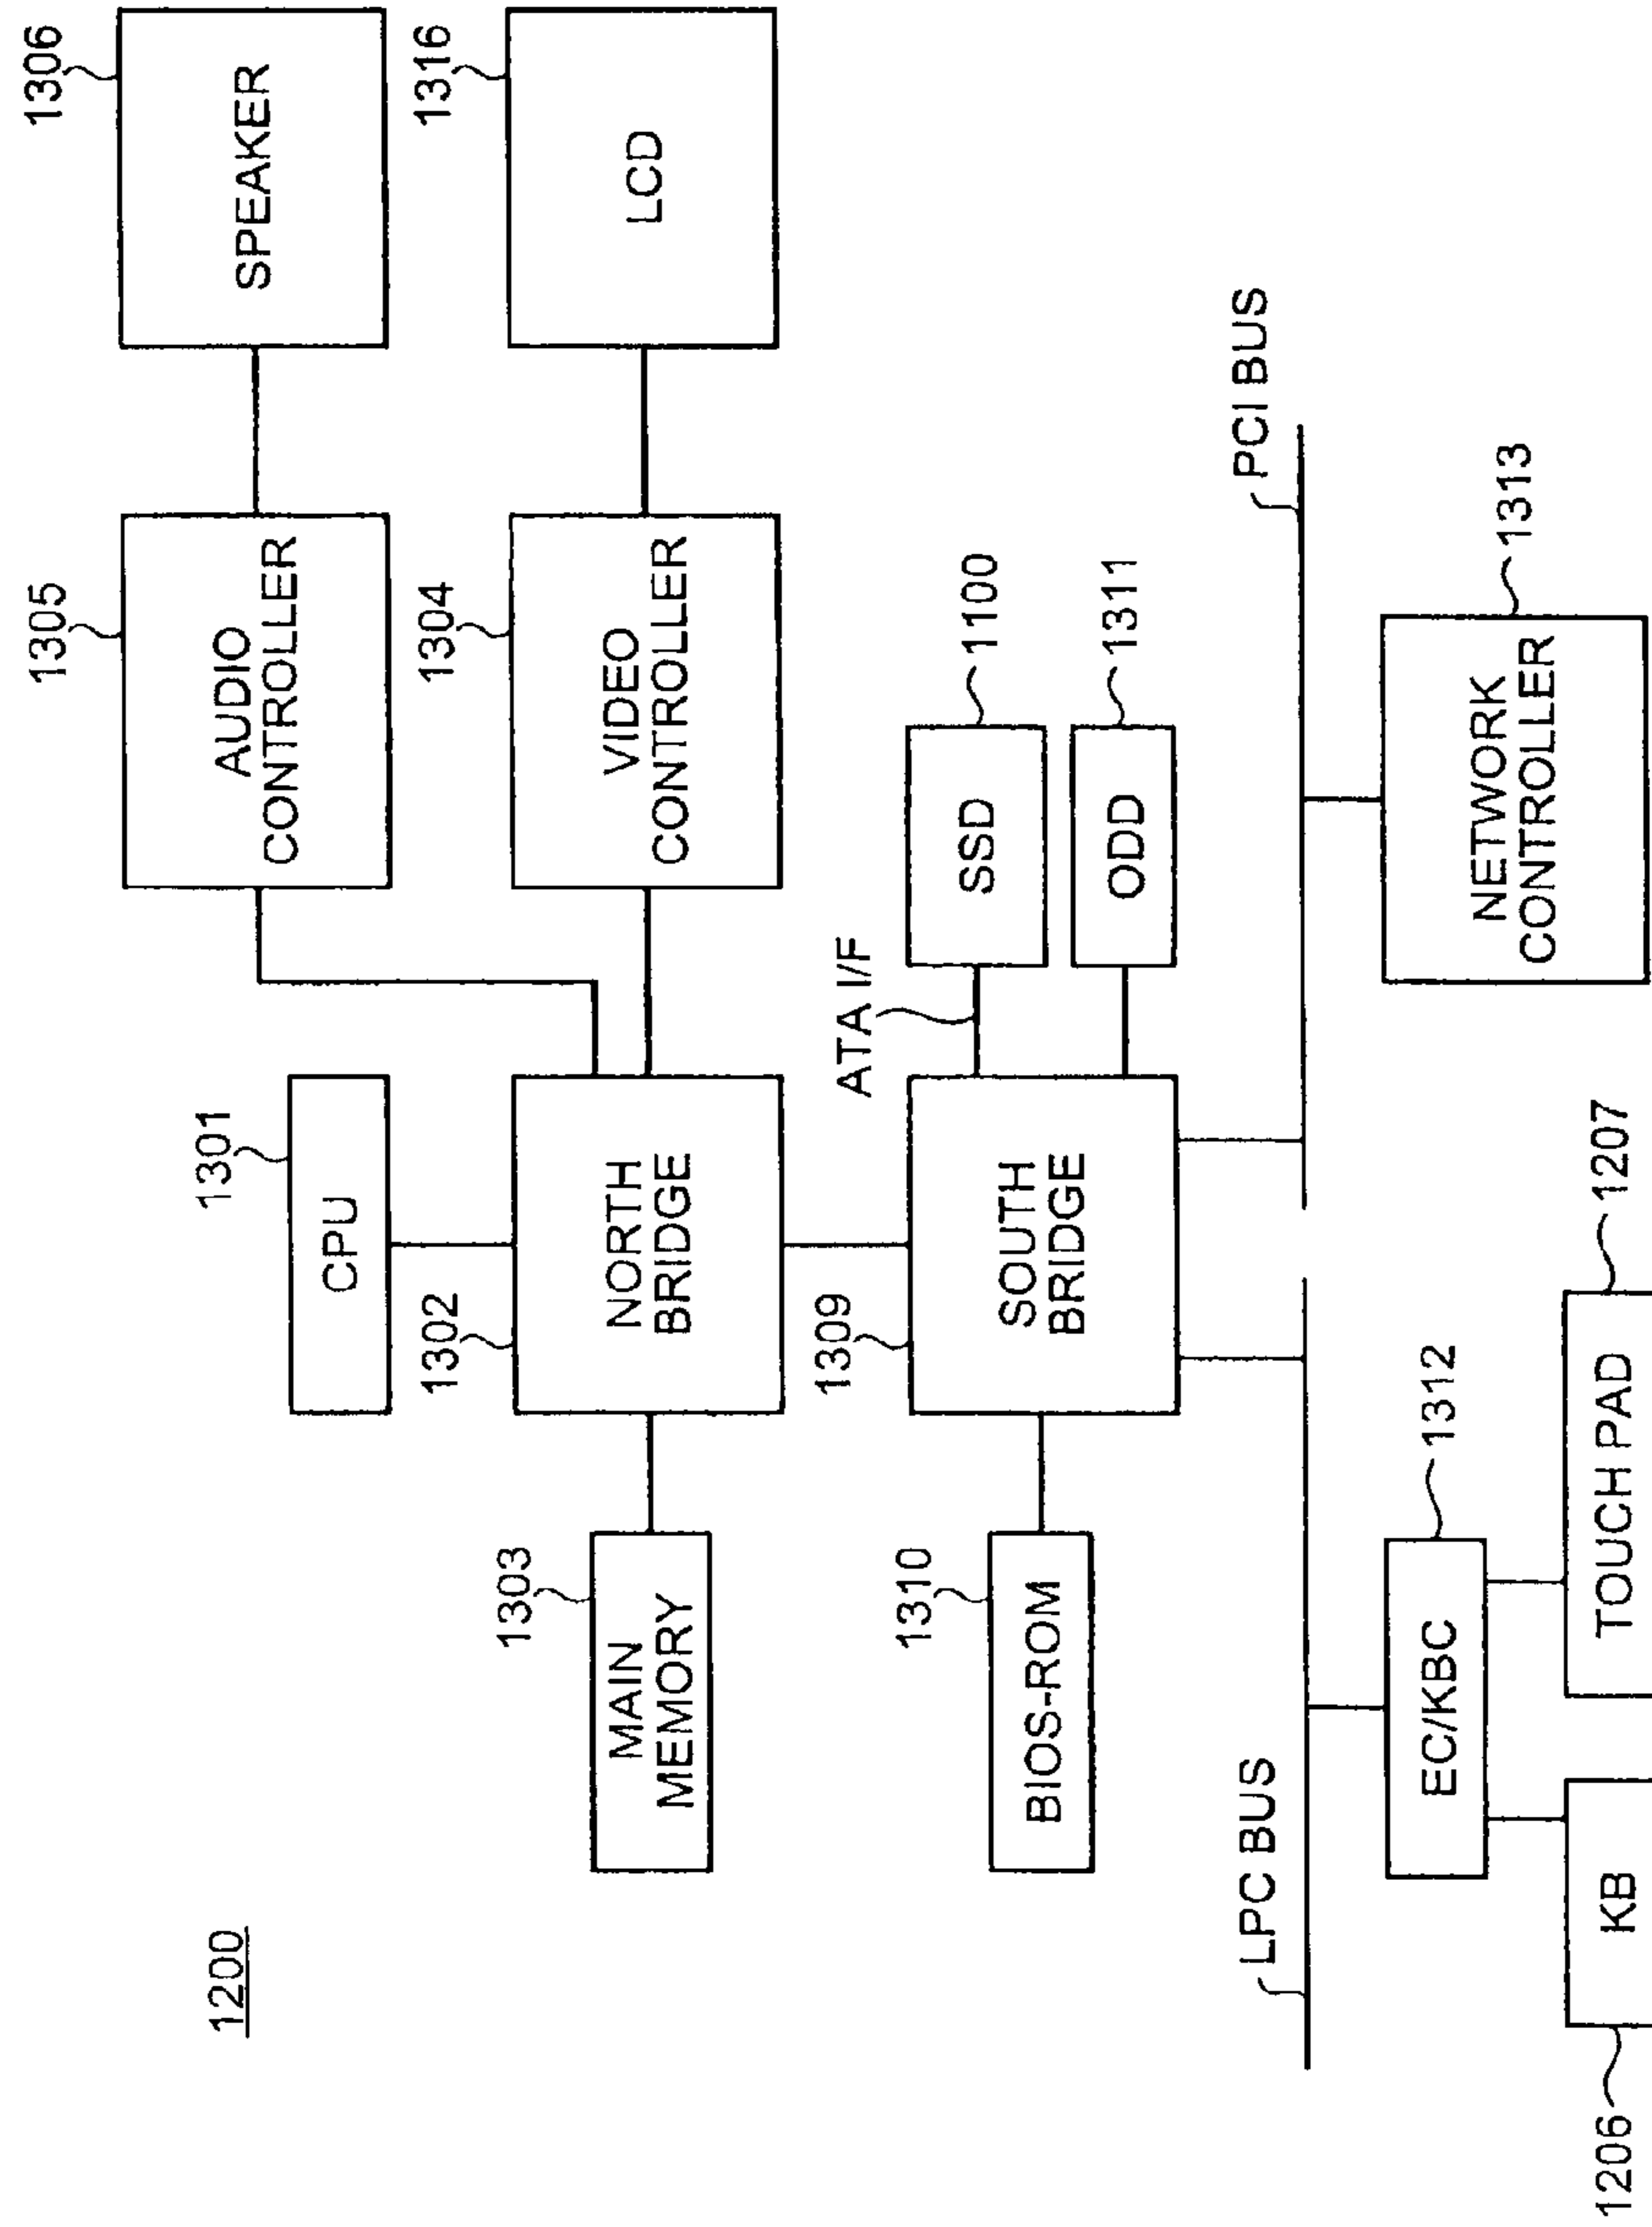 1200
1301
CPU
1305
AUDIO
CONTROLLER
1306
SPEAKER
1303
MAIN
MEMORY
1302
NORTH
BRIDGE
1304
VIDEO
CONTROLLER
1316
LCD
1310
BIOS-ROM
1309
SOUTH
BRIDGE
ATA I/F
SSD
1100
ODD
1311
LPC BUS
PCI BUS
EC/KBC
1312
NETWORK
CONTROLLER
1313
1206
KB
TOUCH PAD
1207